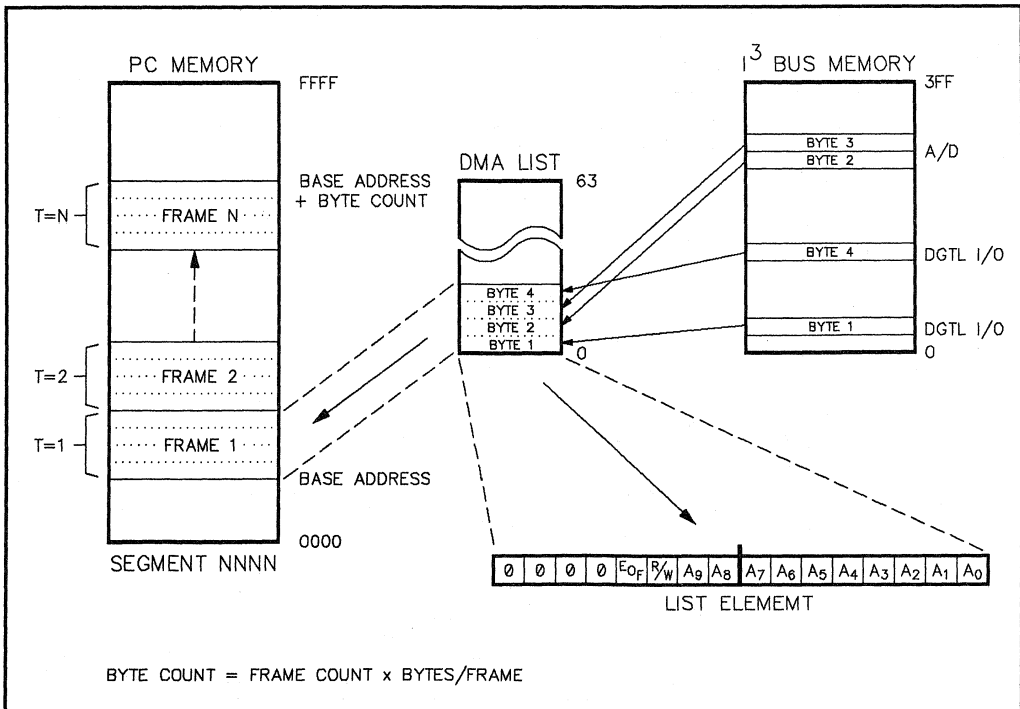 PC MEMORY
FFFF
BASE ADDRESS
+ BYTE COUNT
T=N
FRAME N
T=2
FRAME 2
T=1
FRAME 1
BASE ADDRESS
0000
SEGMENT NNNN
DMA LIST
63
BYTE 4
BYTE 3
BYTE 2
BYTE 1
0
I³ BUS MEMORY
3FF
BYTE 3
BYTE 2
A/D
BYTE 4
DGTL I/O
BYTE 1
DGTL I/O
0
0 0 0 0 EOF R/W A9 A8 A7 A6 A5 A4 A3 A2 A1 A0
LIST ELEMEMT
BYTE COUNT = FRAME COUNT x BYTES/FRAME